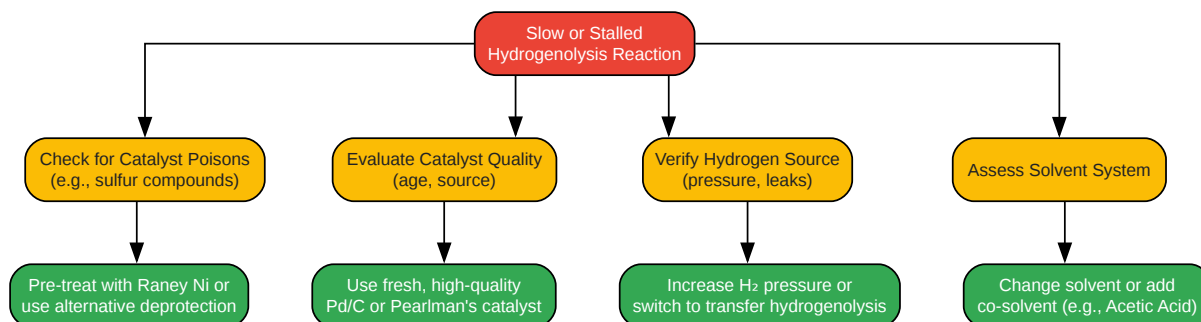 Slow or Stalled
Hydrogenolysis Reaction
Check for Catalyst Poisons
(e.g., sulfur compounds)
Evaluate Catalyst Quality
(age, source)
Verify Hydrogen Source
(pressure, leaks)
Assess Solvent System
Pre-treat with Raney Ni or
use alternative deprotection
Use fresh, high-quality
Pd/C or Pearlman's catalyst
Increase H₂ pressure or
switch to transfer hydrogenolysis
Change solvent or add
co-solvent (e.g., Acetic Acid)